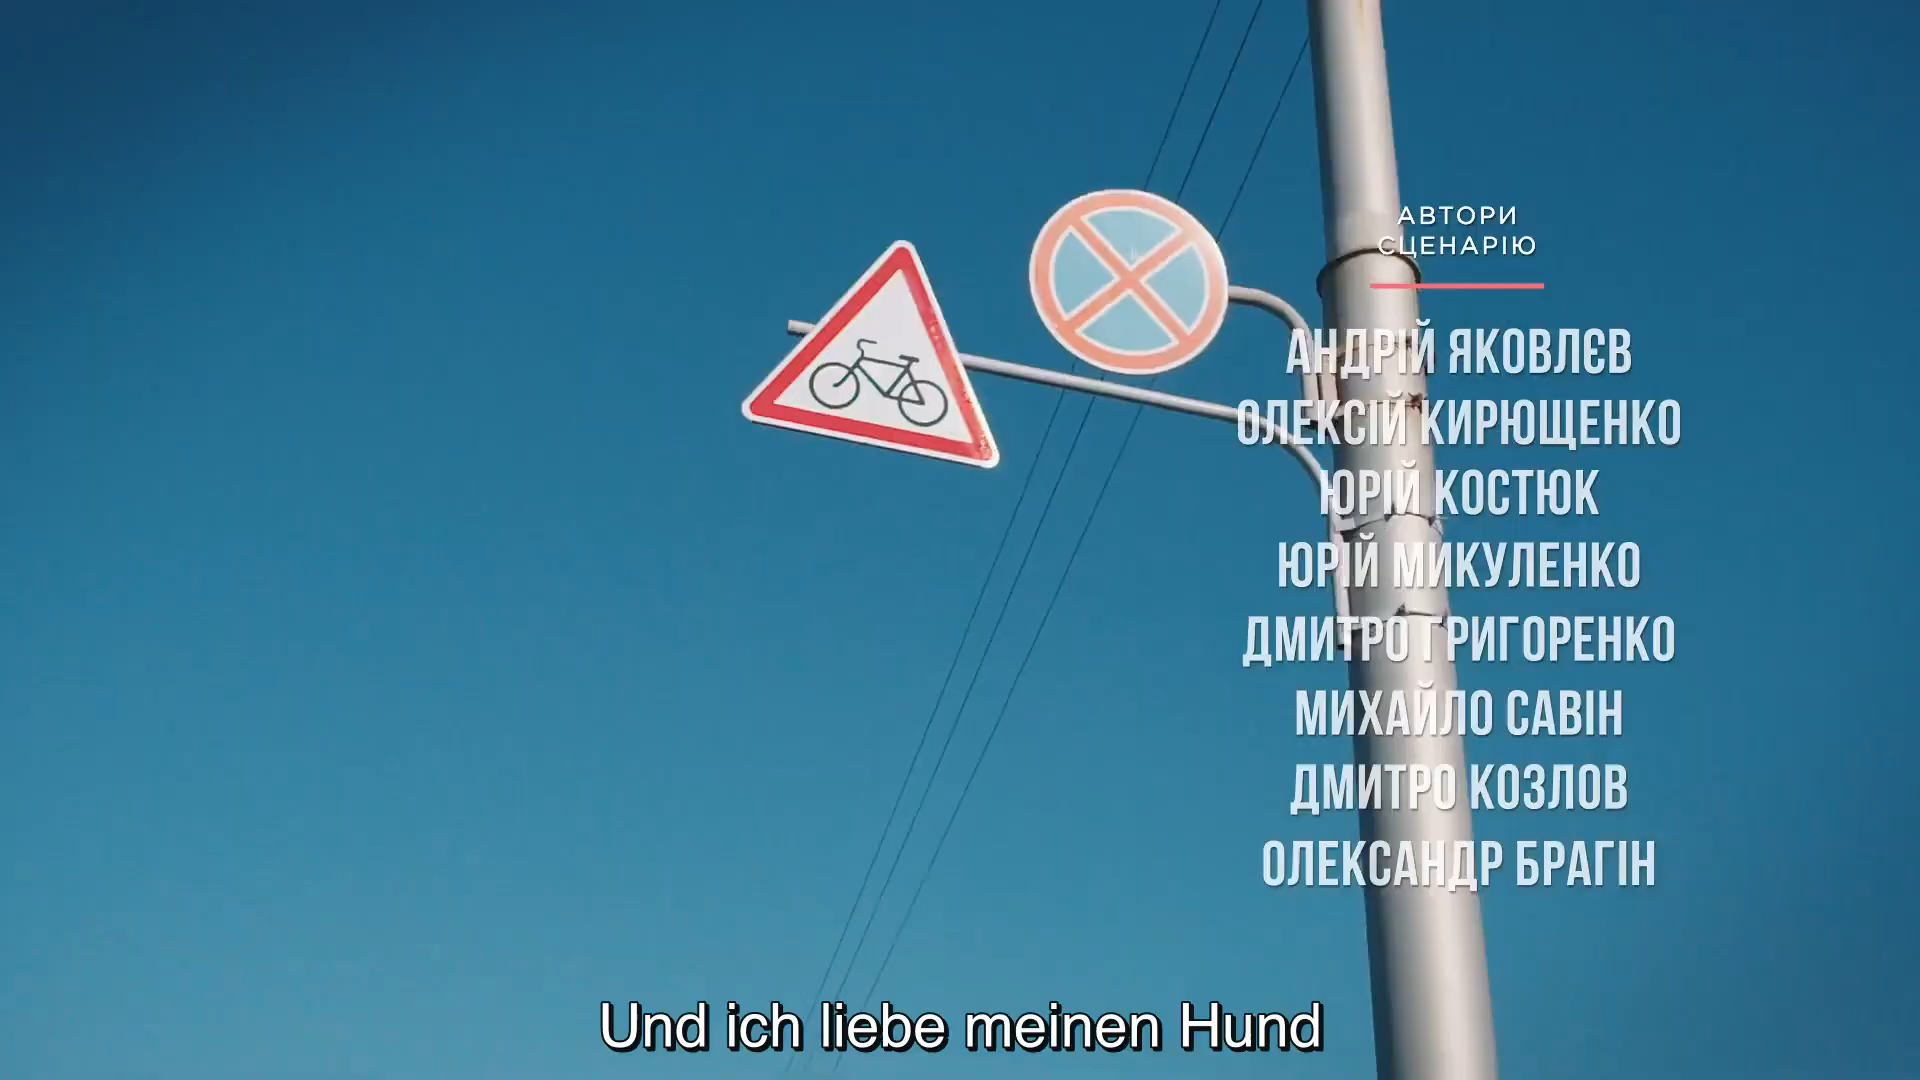 АВТОРИ
СЦЕНАРІЮ
АНДРІЙ ЯКОВЛЄВ
ОЛЕКСІЙ КИРЮЩЕНКО
ЮРІЙ КОСТЮК
ЮРІЙ МИКУЛЕНКО
ДМИТРО ГРИГОРЕНКО
МИХАЙЛО САВІН
ДМИТРО КОЗЛОВ
ОЛЕКСАНДР БРАГІН
Und ich liebe meinen Hund